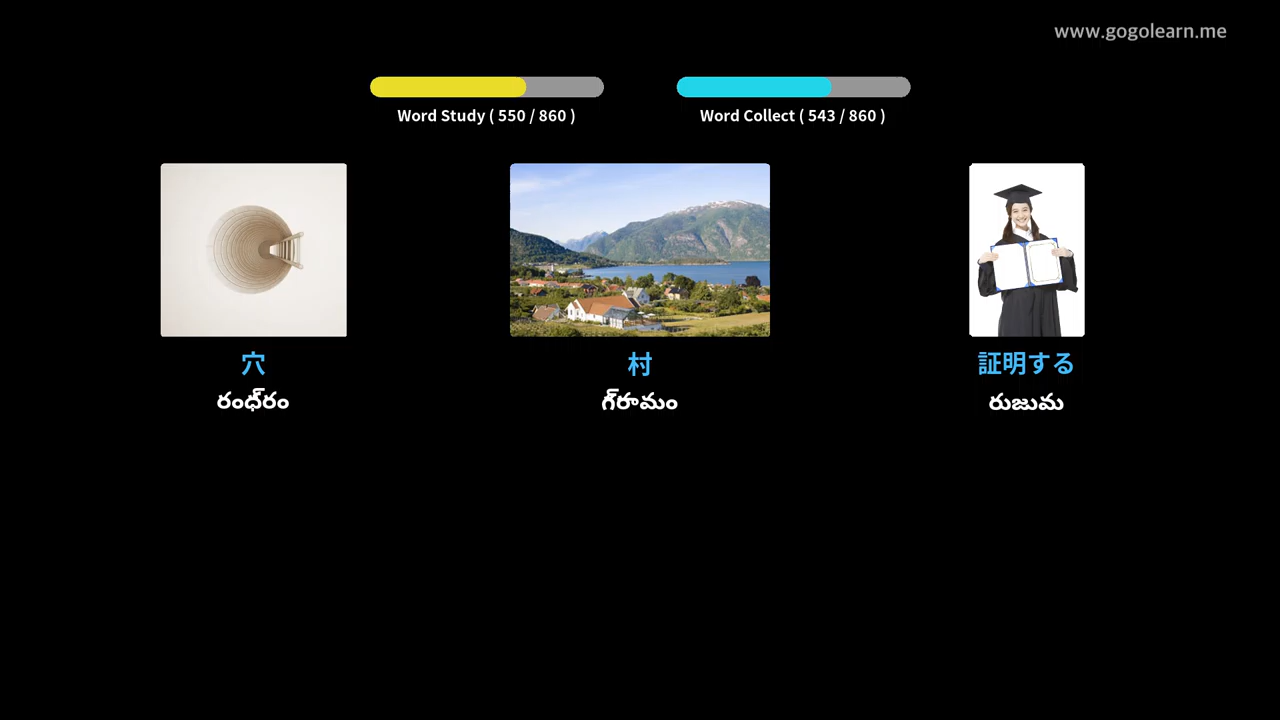 www.gogolearn.me
Word Study ( 550 / 860 )
Word Collect ( 543 / 860 )
穴
村
証明する
రంధ్రం
గ్రామం
రుజుమ